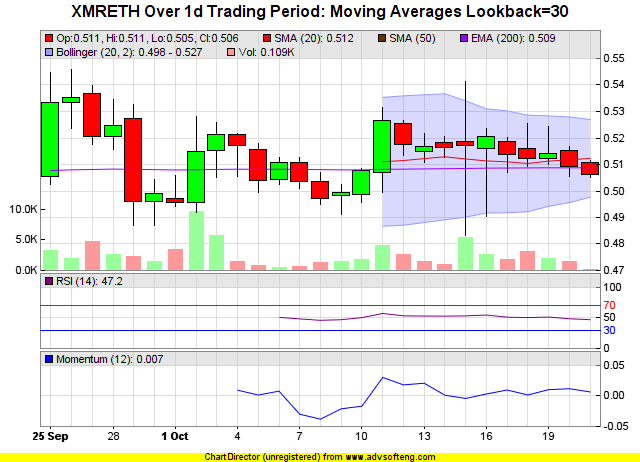 XMRETH Over 1d Trading Period: Moving Averages Lookback=30
Op:0.511, Hi:0.511, Lo:0.505, Cl:0.506 SMA (20): 0.512 SMA (50) EMA (200): 0.509
Bollinger (20, 2): 0.498 - 0.527 Vol: 0.109K
0.55
0.54
0.53
0.52
0.51
0.50
0.49
0.48
0.47
10.0K
5.0K
0.0K
RSI (14): 47.2
100
70
50
30
0
Momentum (12): 0.007
0.05
0.00
-0.05
25 Sep 28 1 Oct 4 7 10 13 16 19
ChartDirector (unregistered) from www.advsofteng.com